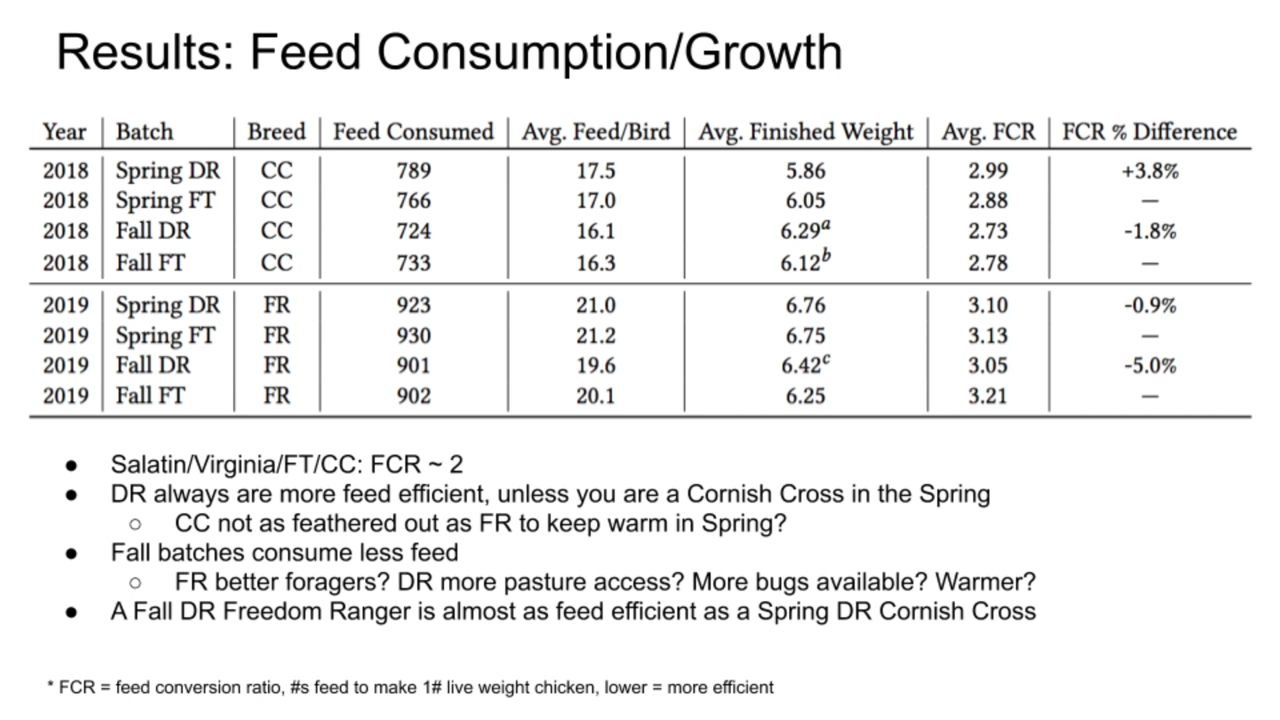 Results: Feed Consumption/Growth
Year Batch Breed Feed Consumed Avg. Feed/Bird Avg. Finished Weight Avg. FCR FCR % Difference
2018 Spring DR CC 789 17.5 5.86 2.99 +3.8%
2018 Spring FT CC 766 17.0 6.05 2.88 —
2018 Fall DR CC 724 16.1 6.29a 2.73 -1.8%
2018 Fall FT CC 733 16.3 6.12b 2.78 —
2019 Spring DR FR 923 21.0 6.76 3.10 -0.9%
2019 Spring FT FR 930 21.2 6.75 3.13 —
2019 Fall DR FR 901 19.6 6.42c 3.05 -5.0%
2019 Fall FT FR 902 20.1 6.25 3.21 —
● Salatin/Virginia/FT/CC: FCR ~ 2
● DR always are more feed efficient, unless you are a Cornish Cross in the Spring
○ CC not as feathered out as FR to keep warm in Spring?
● Fall batches consume less feed
○ FR better foragers? DR more pasture access? More bugs available? Warmer?
● A Fall DR Freedom Ranger is almost as feed efficient as a Spring DR Cornish Cross
* FCR = feed conversion ratio, #s feed to make 1# live weight chicken, lower = more efficient